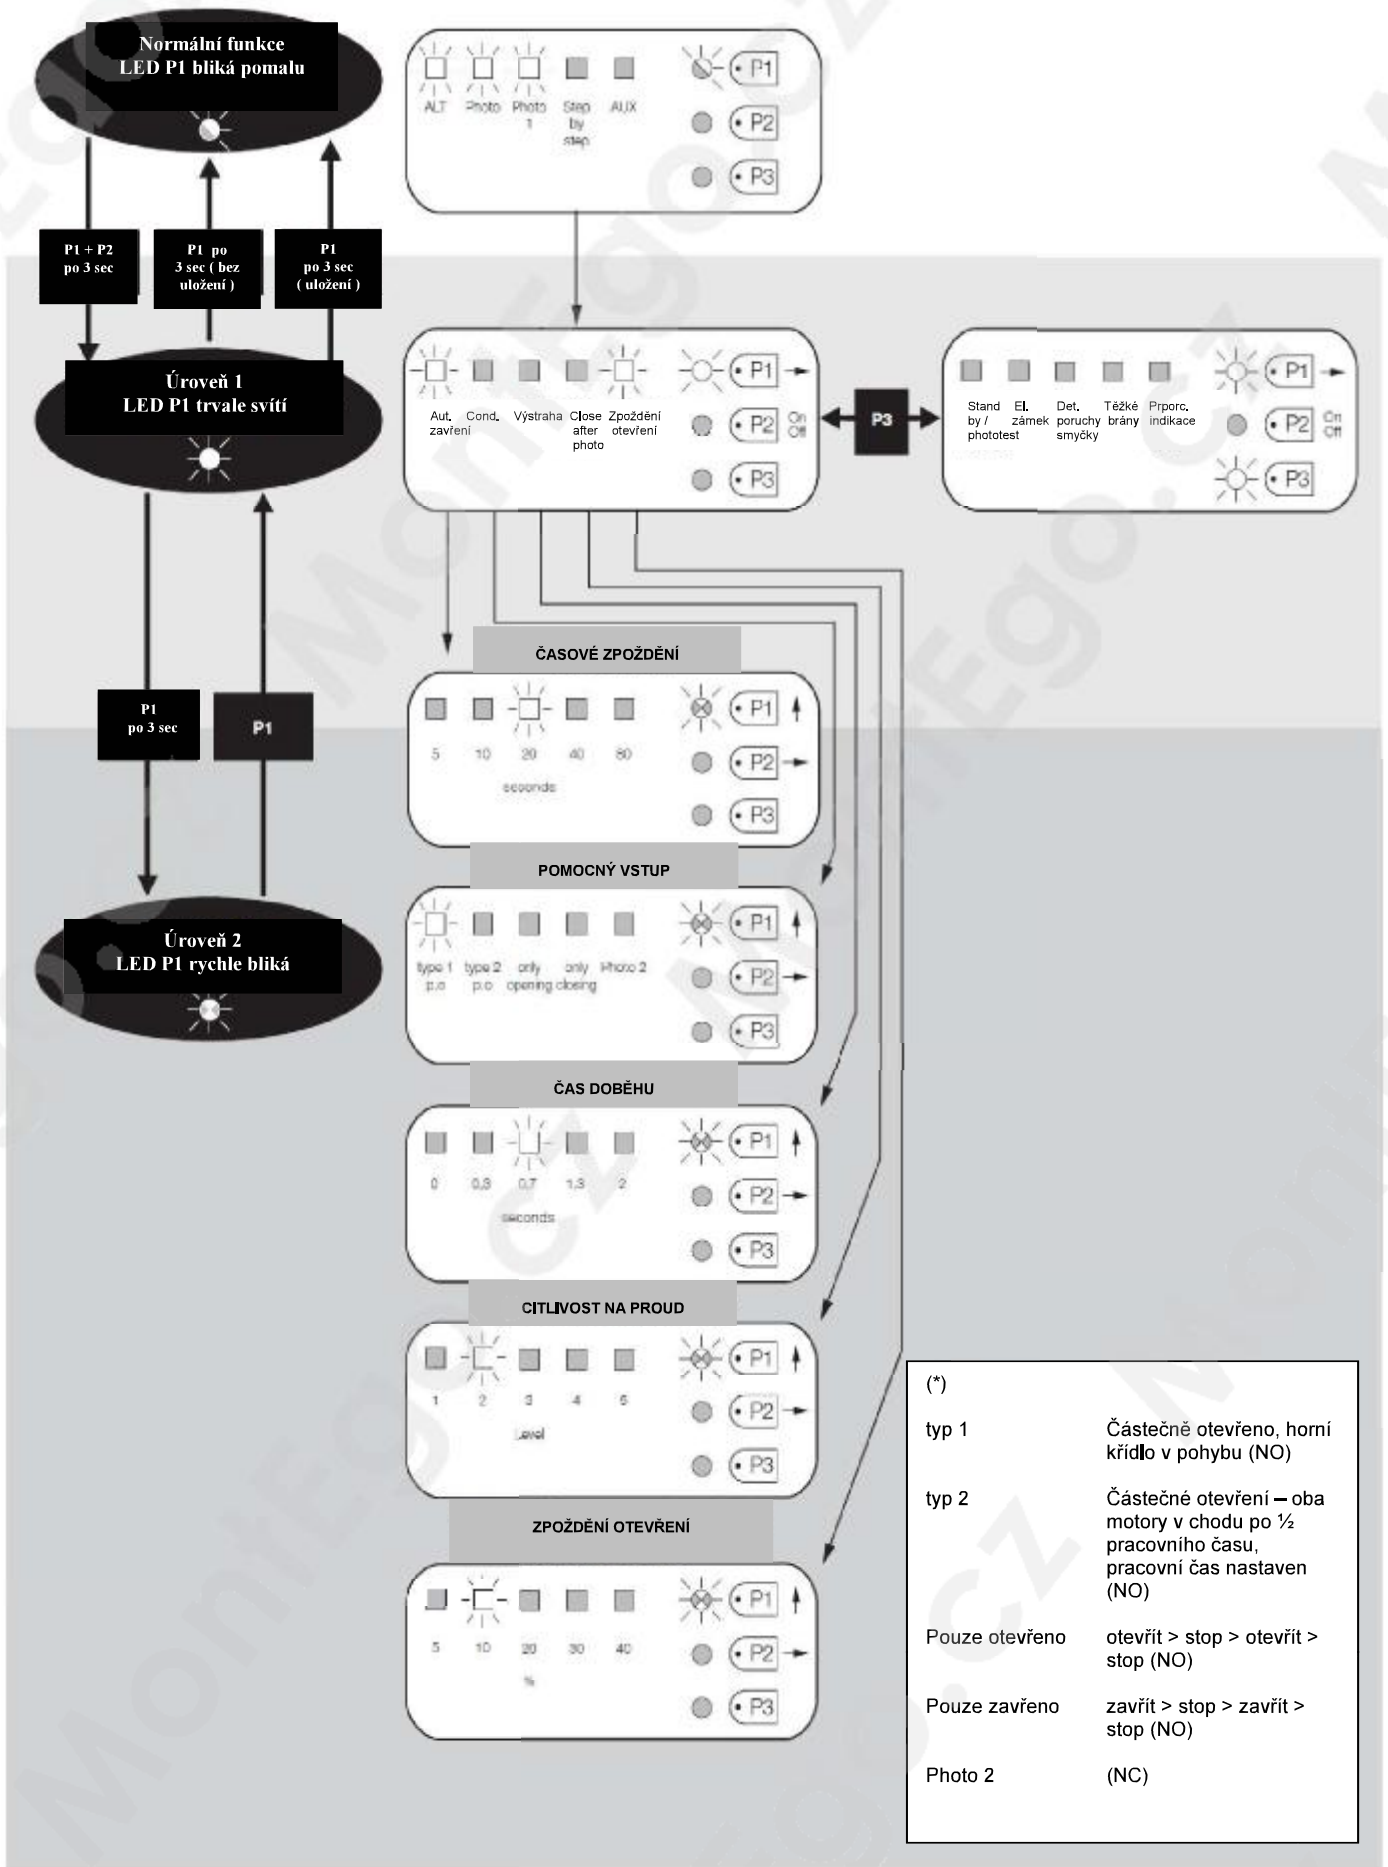 Normální funkce
LED P1 bliká pomalu
P1 + P2
po 3 sec
P1 po
3 sec ( bez
uložení )
P1
po 3 sec
( uložení )
Úroveň 1
LED P1 trvale svítí
P1
po 3 sec
P1
Úroveň 2
LED P1 rychle bliká
ALT Photo Photo 1 Step by step AUX
P1
P2
P3
Aut. zavření Cond. Výstraha Close after photo Zpoždění otevření
P1
P2 On Off
P3
P3
Stand by / phototest El. zámek Det. poruchy smyčky Těžké brány Prporc. indikace
P1
P2 On Off
P3
ČASOVÉ ZPOŽDĚNÍ
5 10 20 40 80
seconds
P1
P2
P3
POMOCNÝ VSTUP
type 1 p.o type 2 p.o only opening only closing Photo 2
P1
P2
P3
ČAS DOBĚHU
0 0,3 0,7 1,3 2
seconds
P1
P2
P3
CITLIVOST NA PROUD
1 2 3 4 5
Level
P1
P2
P3
ZPOŽDĚNÍ OTEVŘENÍ
5 10 20 30 40
%
P1
P2
P3
(*)
typ 1 Částečně otevřeno, horní
křídlo v pohybu (NO)
typ 2 Částečné otevření – oba
motory v chodu po ½
pracovního času,
pracovní čas nastaven
(NO)
Pouze otevřeno otevřít > stop > otevřít >
stop (NO)
Pouze zavřeno zavřít > stop > zavřít >
stop (NO)
Photo 2 (NC)
MontEgo.cz